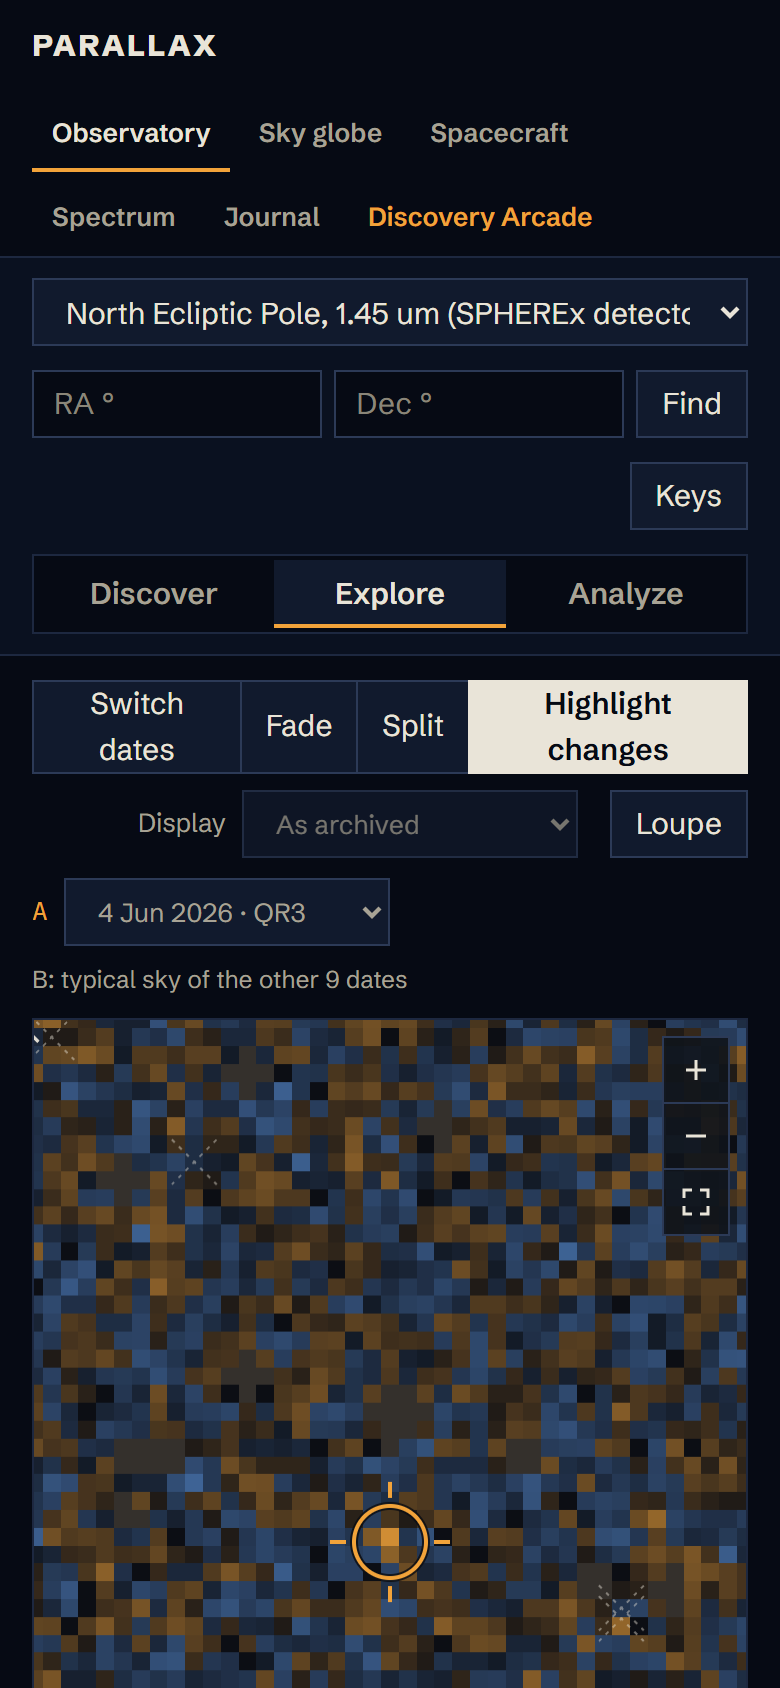 PARALLAX
Observatory Sky globe Spacecraft
Spectrum Journal Discovery Arcade
North Ecliptic Pole, 1.45 um (SPHEREx detecto
RA ° Dec ° Find
Keys
Discover Explore Analyze
Switch dates Fade Split Highlight changes
Display As archived Loupe
A 4 Jun 2026 · QR3
B: typical sky of the other 9 dates